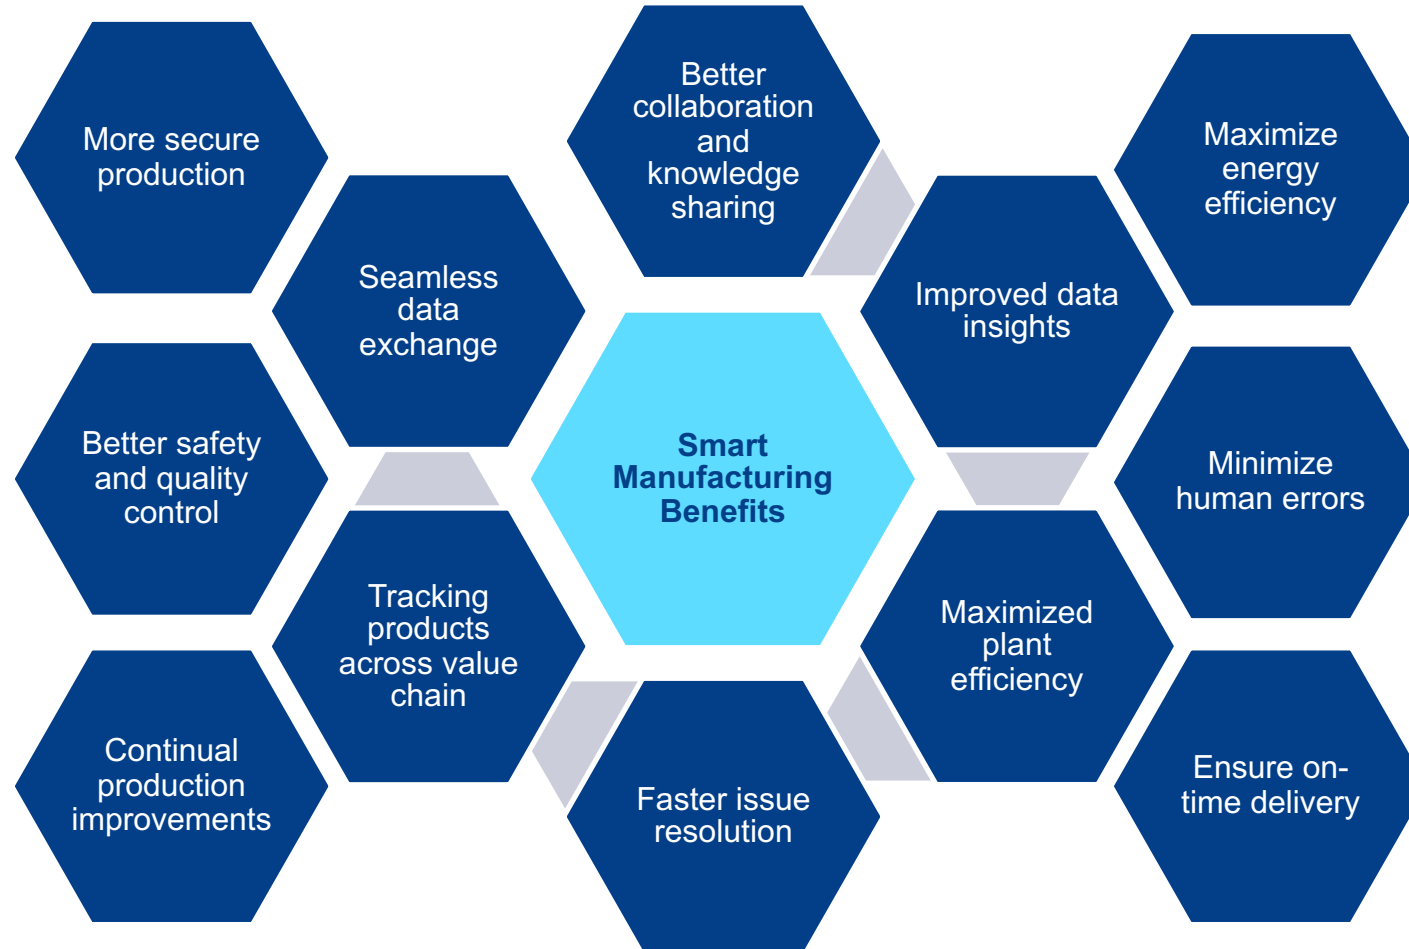 More secure
production
Better
collaboration
and
knowledge
sharing
Maximize
energy
efficiency
Seamless
data
exchange
Improved data
insights
Better safety
and quality
control
Smart
Manufacturing
Benefits
Minimize
human errors
Tracking
products
across value
chain
Maximized
plant
efficiency
Continual
production
improvements
Faster issue
resolution
Ensure on-
time delivery